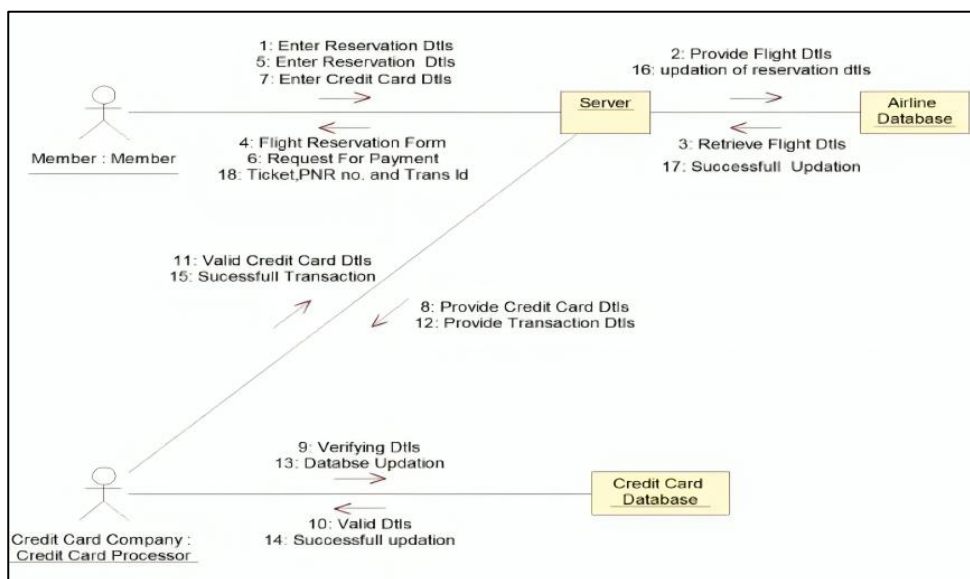 1: Enter Reservation Dtls
5: Enter Reservation Dtls
7: Enter Credit Card Dtls
2: Provide Flight Dtls
16: updation of reservation dtls
Server
Airline
Database
Member : Member
4: Flight Reservation Form
6: Request For Payment
18: Ticket,PNR no. and Trans Id
3: Retrieve Flight Dtls
17: Successfull Updation
11: Valid Credit Card Dtls
15: Sucessfull Transaction
8: Provide Credit Card Dtls
12: Provide Transaction Dtls
9: Verifying Dtls
13: Databse Updation
Credit Card
Database
10: Valid Dtls
14: Successfull updation
Credit Card Company :
Credit Card Processor